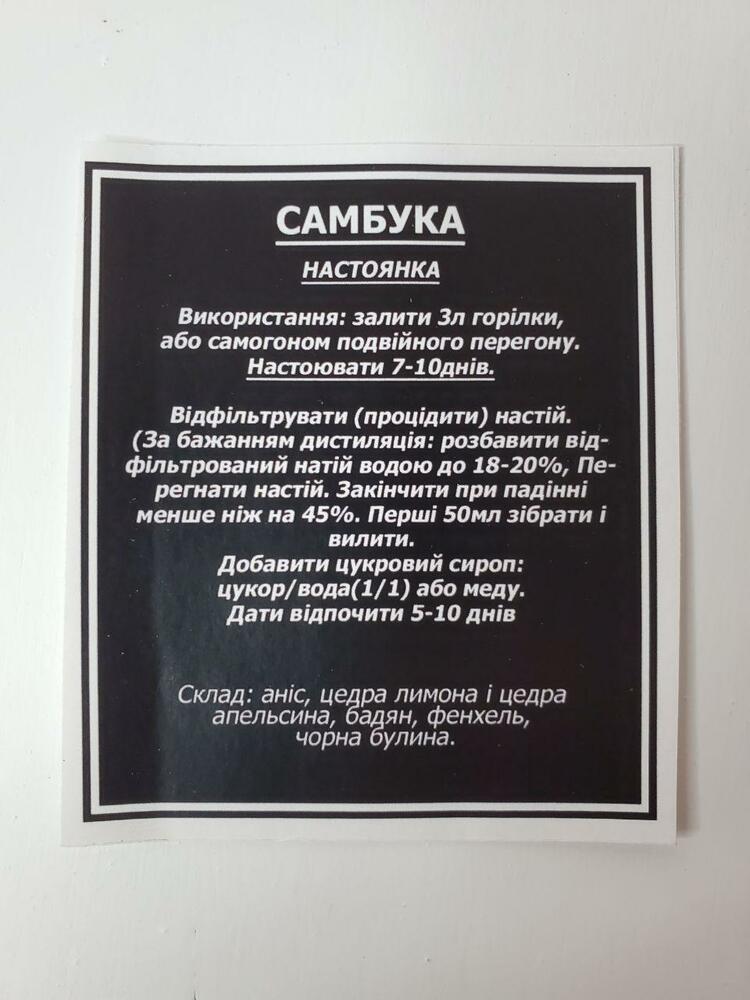 САМБУКА
НАСТОЯНКА
Використання: залити 3л горілки,
або самогоном подвійного перегону.
Настоювати 7-10днів.
Відфільтрувати (процідити) настій.
(За бажанням дистиляція: розбавити від-
фільтрований натій водою до 18-20%, Пе-
регнати настій. Закінчити при падінні
менше ніж на 45%. Перші 50мл зібрати і
вилити.
Добавити цукровий сироп:
цукор/вода(1/1) або меду.
Дати відпочити 5-10 днів
Склад: аніс, цедра лимона і цедра
апельсина, бадян, фенхель,
чорна булина.